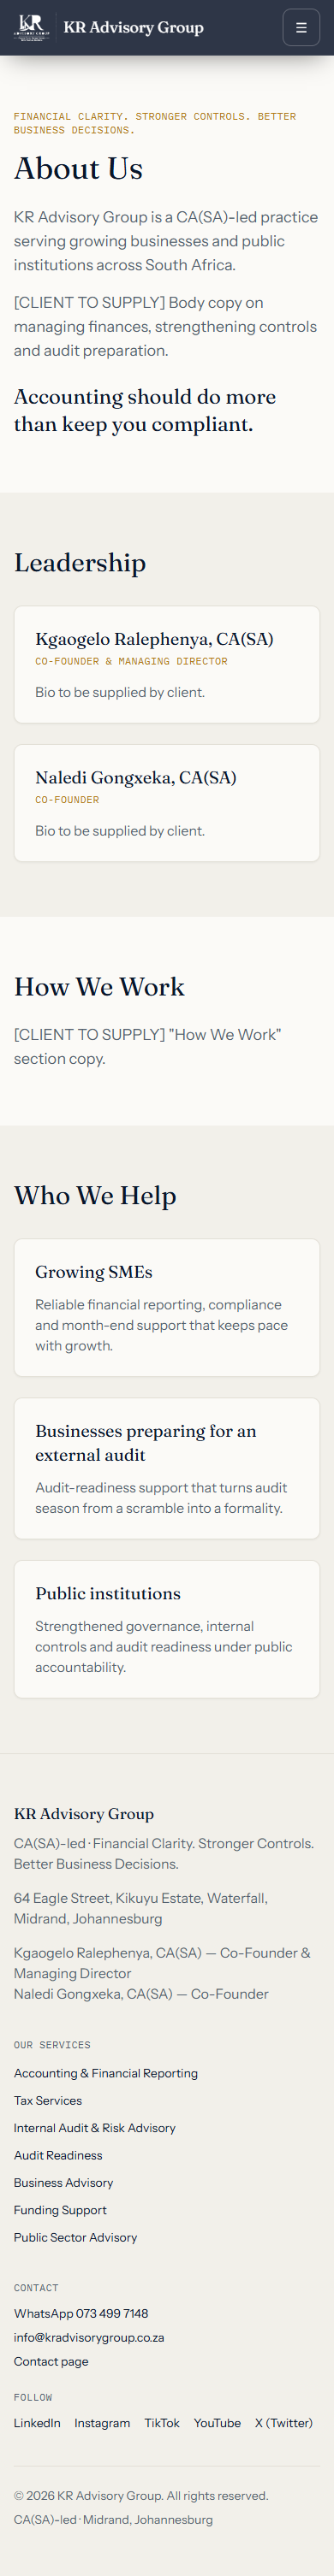 KR
KR Advisory Group
☰
FINANCIAL CLARITY. STRONGER CONTROLS. BETTER
BUSINESS DECISIONS.
About Us
KR Advisory Group is a CA(SA)-led practice
serving growing businesses and public
institutions across South Africa.
[CLIENT TO SUPPLY] Body copy on
managing finances, strengthening controls
and audit preparation.
Accounting should do more
than keep you compliant.
Leadership
Kgaogelo Ralephenya, CA(SA)
CO-FOUNDER & MANAGING DIRECTOR
Bio to be supplied by client.
Naledi Gongxeka, CA(SA)
CO-FOUNDER
Bio to be supplied by client.
How We Work
[CLIENT TO SUPPLY] "How We Work"
section copy.
Who We Help
Growing SMEs
Reliable financial reporting, compliance
and month-end support that keeps pace
with growth.
Businesses preparing for an
external audit
Audit-readiness support that turns audit
season from a scramble into a formality.
Public institutions
Strengthened governance, internal
controls and audit readiness under public
accountability.
KR Advisory Group
CA(SA)-led · Financial Clarity. Stronger Controls.
Better Business Decisions.
64 Eagle Street, Kikuyu Estate, Waterfall,
Midrand, Johannesburg
Kgaogelo Ralephenya, CA(SA) — Co-Founder &
Managing Director
Naledi Gongxeka, CA(SA) — Co-Founder
OUR SERVICES
Accounting & Financial Reporting
Tax Services
Internal Audit & Risk Advisory
Audit Readiness
Business Advisory
Funding Support
Public Sector Advisory
CONTACT
WhatsApp 073 499 7148
info@kradvisorygroup.co.za
Contact page
FOLLOW
LinkedIn Instagram TikTok YouTube X (Twitter)
© 2026 KR Advisory Group. All rights reserved.
CA(SA)-led · Midrand, Johannesburg